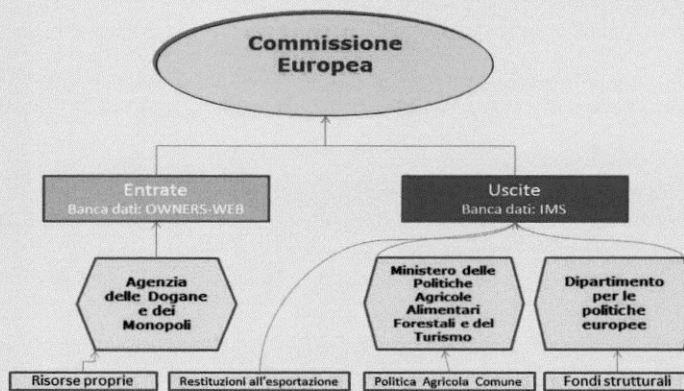 Commissione
Europea
Entrate
Banca dati: OWNERS-WEB
Uscite
Banca dati: IMS
Agenzia
delle Dogane
e dei
Monopoli
Ministero delle
Politiche
Agricole
Alimentari
Forestali e del
Turismo
Dipartimento
per le
politiche
europee
Risorse proprie
Restituzioni all'esportazione
Politica Agricola Comune
Fondi strutturali